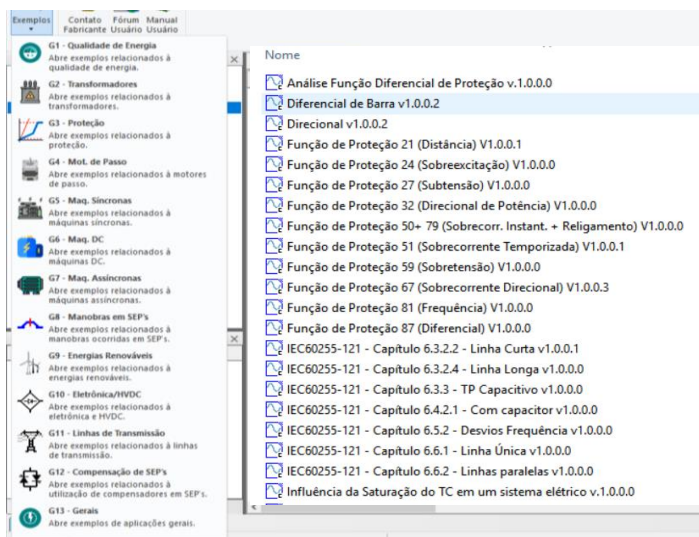 Exemplos
Contato Fabricante
Fórum Usuário
Manual Usuário
G1 - Qualidade de Energia
Abre exemplos relacionados à
qualidade de energia.
G2 - Transformadores
Abre exemplos relacionados à
transformadores.
G3 - Proteção
Abre exemplos relacionados à
proteção.
G4 - Mot. de Passo
Abre exemplos relacionados à motores
de passo.
G5 - Maq. Síncronas
Abre exemplos relacionados à
máquinas síncronas.
G6 - Maq. DC
Abre exemplos relacionados à
máquinas DC.
G7 - Maq. Assíncronas
Abre exemplos relacionados à
máquinas assíncronas.
G8 - Manobras em SEP's
Abre exemplos relacionados à
manobras ocorridas em SEP's.
G9 - Energias Renováveis
Abre exemplos relacionados à
energias renováveis.
G10 - Eletrônica/HVDC
Abre exemplos relacionados à
eletrônica e HVDC.
G11 - Linhas de Transmissão
Abre exemplos relacionados à linhas
de transmissão.
G12 - Compensação de SEP's
Abre exemplos relacionados à
utilização de compensadores em SEP's.
G13 - Gerais
Abre exemplos de aplicações gerais.
Nome
Análise Função Diferencial de Proteção v.1.0.0.0
Diferencial de Barra v1.0.0.2
Direcional v1.0.0.2
Função de Proteção 21 (Distância) V1.0.0.1
Função de Proteção 24 (Sobreexcitação) V1.0.0.0
Função de Proteção 27 (Subtensão) V1.0.0.0
Função de Proteção 32 (Direcional de Potência) V1.0.0.0
Função de Proteção 50+ 79 (Sobrecorr. Instant. + Religamento) V1.0.0.0
Função de Proteção 51 (Sobrecorrente Temporizada) V1.0.0.1
Função de Proteção 59 (Sobretensão) V1.0.0.0
Função de Proteção 67 (Sobrecorrente Direcional) V1.0.0.3
Função de Proteção 81 (Frequência) V1.0.0.0
Função de Proteção 87 (Diferencial) V1.0.0.0
IEC60255-121 - Capítulo 6.3.2.2 - Linha Curta v1.0.0.1
IEC60255-121 - Capítulo 6.3.2.4 - Linha Longa v1.0.0.0
IEC60255-121 - Capítulo 6.3.3 - TP Capacitivo v1.0.0.0
IEC60255-121 - Capítulo 6.4.2.1 - Com capacitor v1.0.0.0
IEC60255-121 - Capítulo 6.5.2 - Desvios Frequência v1.0.0.0
IEC60255-121 - Capítulo 6.6.1 - Linha Única v1.0.0.0
IEC60255-121 - Capítulo 6.6.2 - Linhas paralelas v1.0.0.0
Influência da Saturação do TC em um sistema elétrico v.1.0.0.0